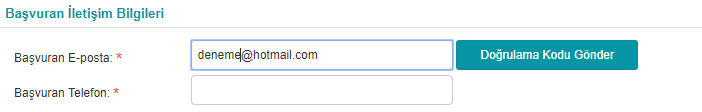 Başvuran İletişim Bilgileri
Başvuran E-posta: * deneme@hotmail.com Doğrulama Kodu Gönder
Başvuran Telefon: *